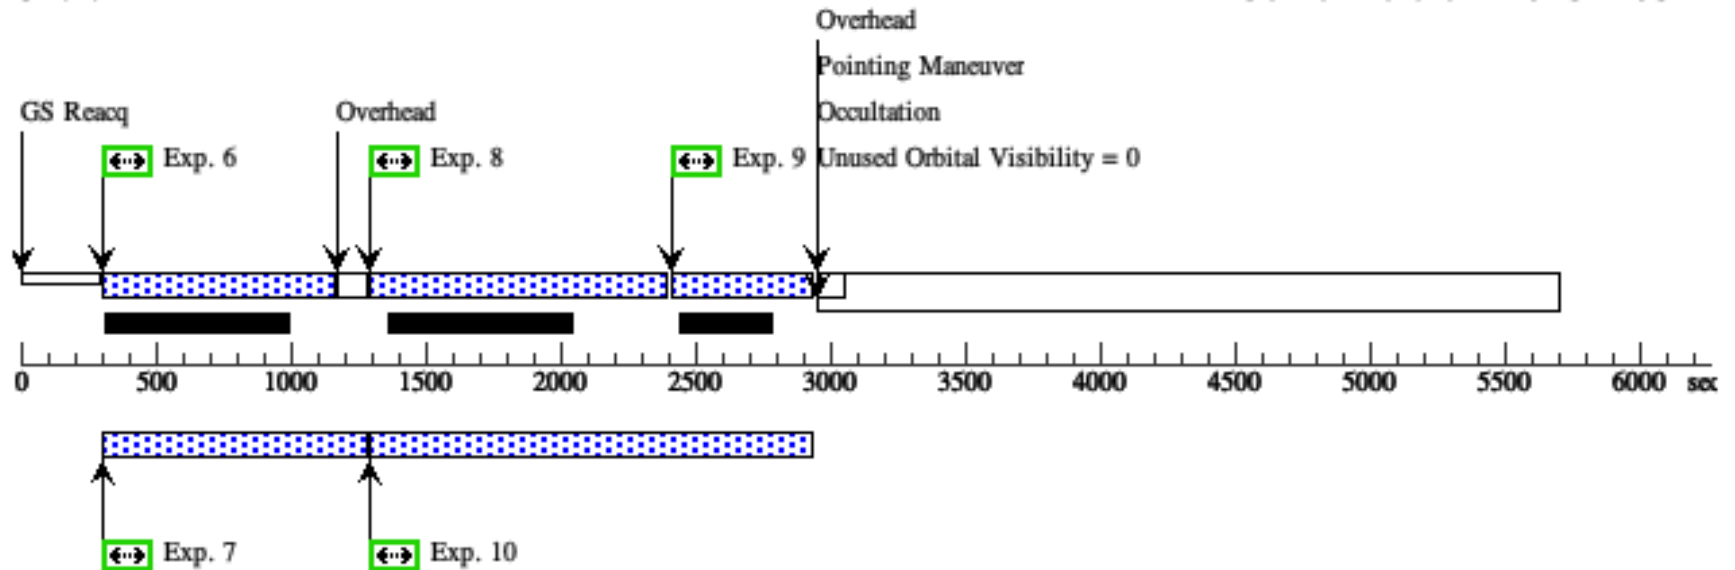 Overhead
Pointing Maneuver
GS Reacq
Overhead
Occultation
Exp. 6
Exp. 8
Exp. 9
Unused Orbital Visibility = 0
0 500 1000 1500 2000 2500 3000 3500 4000 4500 5000 5500 6000 sec
Exp. 7
Exp. 10